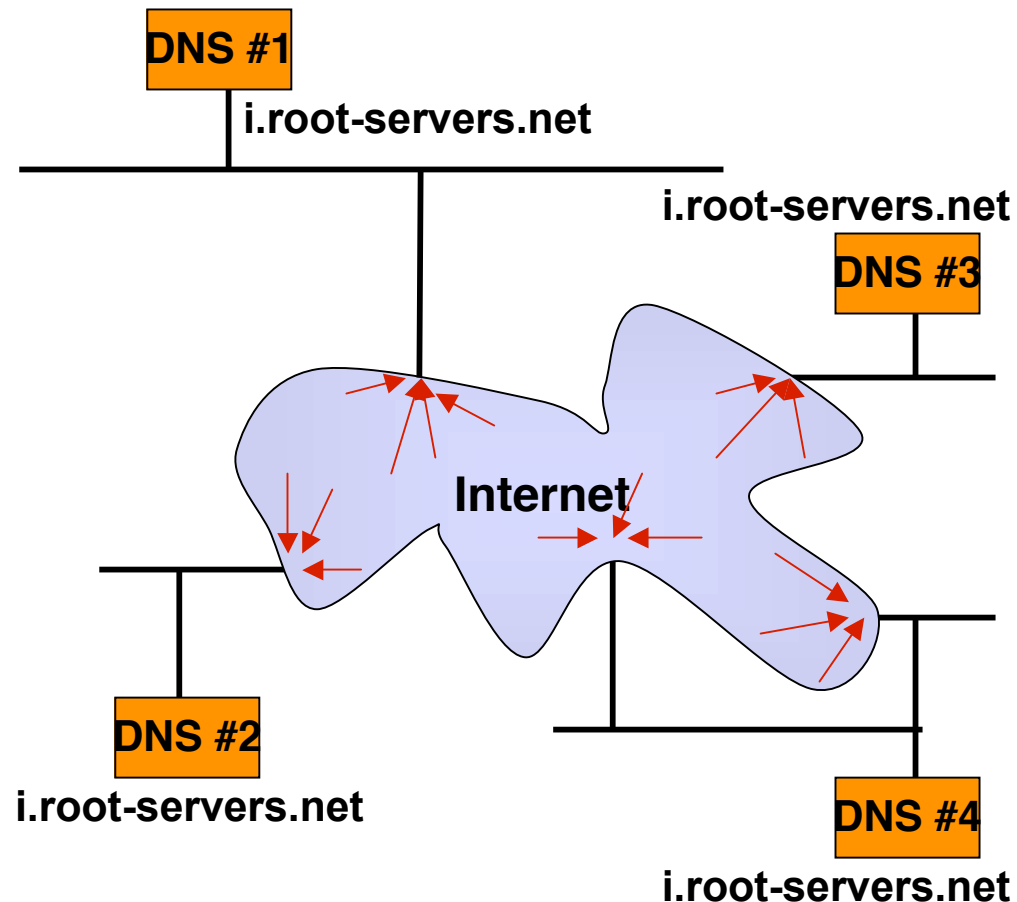 DNS #1
i.root-servers.net
i.root-servers.net
DNS #3
Internet
DNS #2
i.root-servers.net
DNS #4
i.root-servers.net